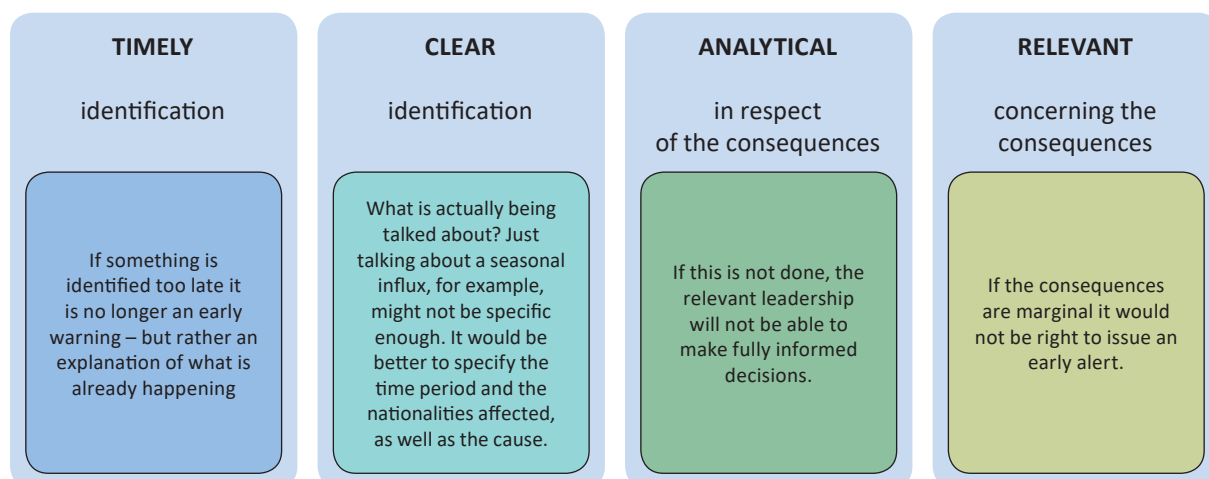 TIMELY
identification
If something is
identified too late it
is no longer an early
warning – but rather an
explanation of what is
already happening
CLEAR
identification
What is actually being
talked about? Just
talking about a seasonal
influx, for example,
might not be specific
enough. It would be
better to specify the
time period and the
nationalities affected,
as well as the cause.
ANALYTICAL
in respect
of the consequences
If this is not done, the
relevant leadership
will not be able to
make fully informed
decisions.
RELEVANT
concerning the
consequences
If the consequences
are marginal it would
not be right to issue an
early alert.